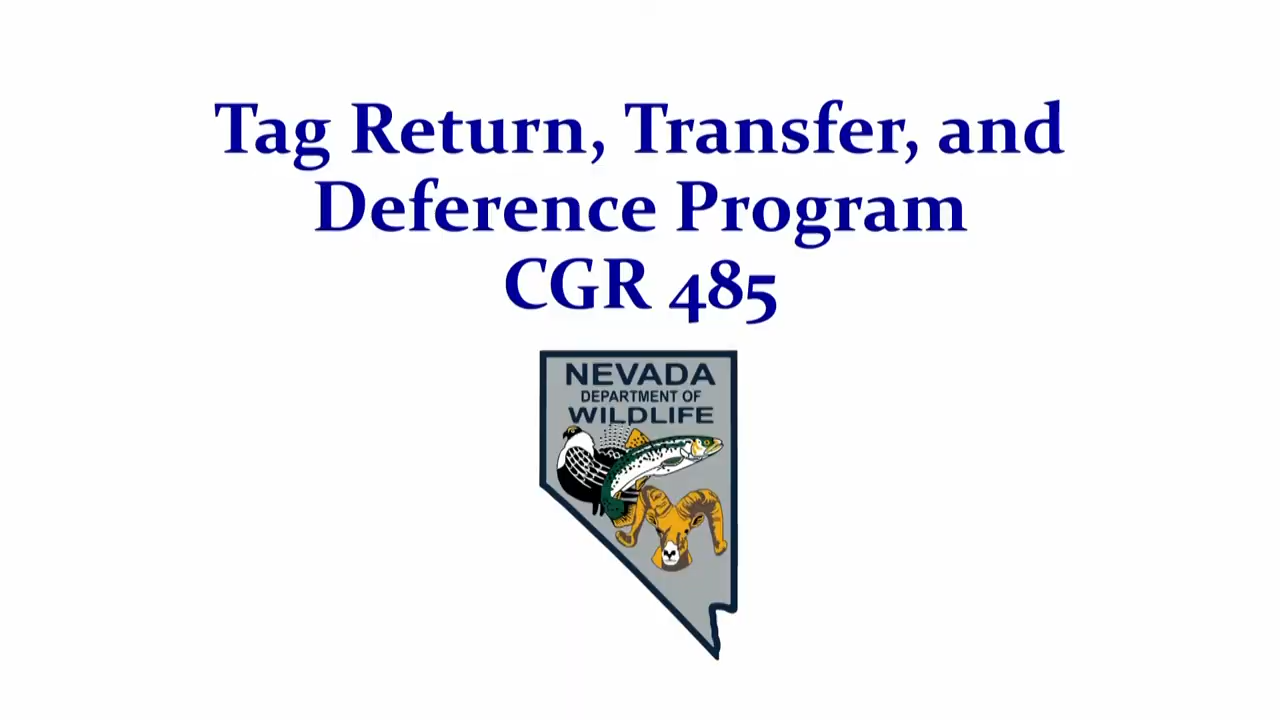 Tag Return, Transfer, and
Deference Program
CGR 485
NEVADA
DEPARTMENT OF
WILDLIFE